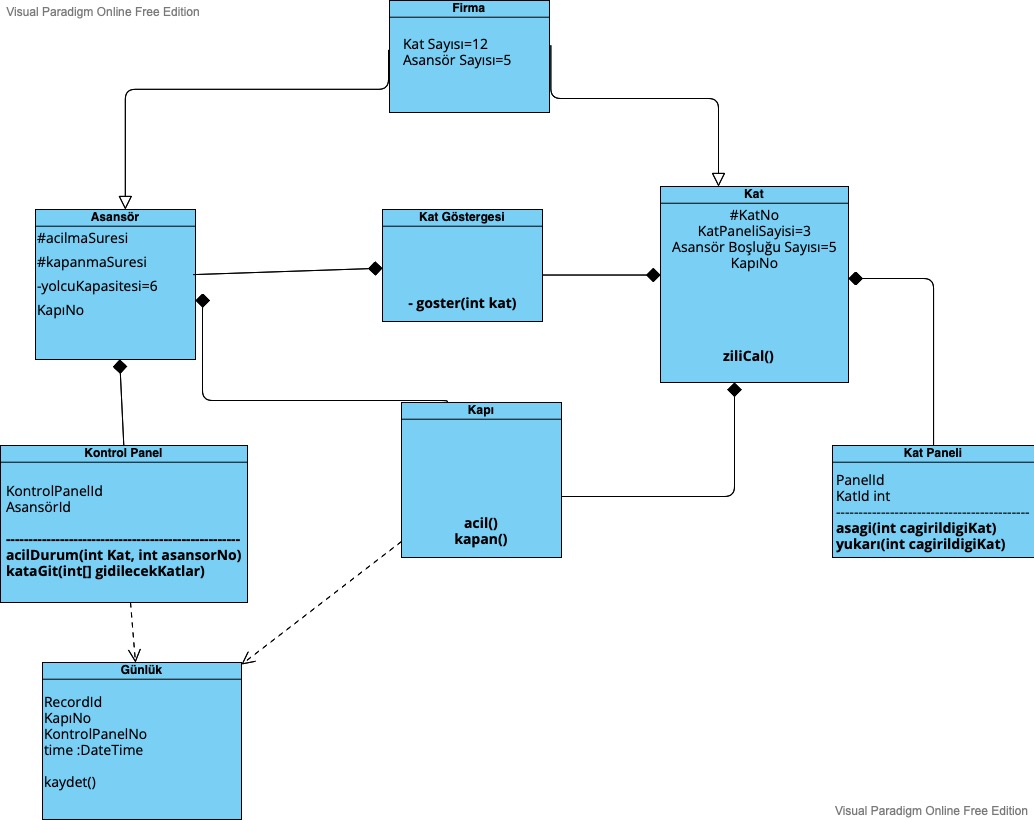 Visual Paradigm Online Free Edition
Firma
Kat Sayısı=12
Asansör Sayısı=5
Asansör
#acilmaSuresi
#kapanmaSuresi
-yolcuKapasitesi=6
KapıNo
Kat Göstergesi
- goster(int kat)
Kat
#KatNo
KatPaneliSayisi=3
Asansör Boşluğu Sayısı=5
KapıNo
ziliCal()
Kontrol Panel
KontrolPanelId
AsansörId
acilDurum(int Kat, int asansorNo)
kataGit(int[] gidilecekKatlar)
Kapı
acil()
kapan()
Kat Paneli
PanelId
KatId int
asagi(int cagirildigiKat)
yukarı(int cagirildigiKat)
Günlük
RecordId
KapıNo
KontrolPanelNo
time :DateTime
kaydet()
Visual Paradigm Online Free Edition